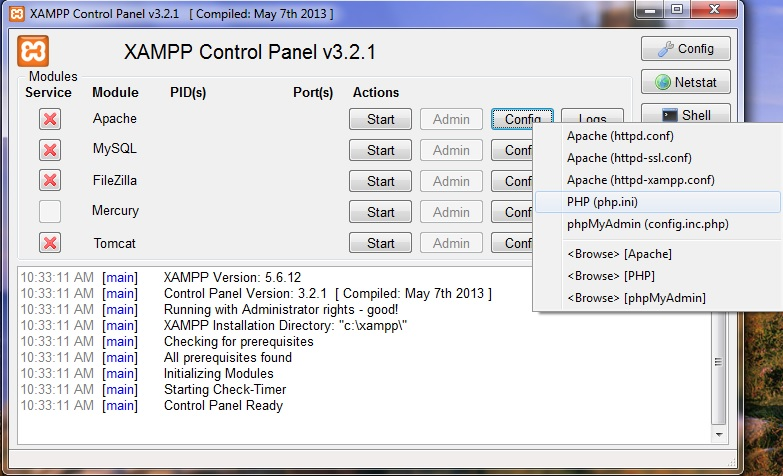 XAMPP Control Panel v3.2.1 [ Compiled: May 7th 2013 ]
XAMPP Control Panel v3.2.1
Config
Modules
Service Module PID(s) Port(s) Actions
Netstat
Apache Start Admin Config Logs
Shell
MySQL Start Admin
FileZilla Start Admin
Mercury Start Admin
Tomcat Start Admin
Apache (httpd.conf)
Apache (httpd-ssl.conf)
Apache (httpd-xampp.conf)
PHP (php.ini)
phpMyAdmin (config.inc.php)
<Browse> [Apache]
<Browse> [PHP]
<Browse> [phpMyAdmin]
10:33:11 AM [main] XAMPP Version: 5.6.12
10:33:11 AM [main] Control Panel Version: 3.2.1 [ Compiled: May 7th 2013 ]
10:33:11 AM [main] Running with Administrator rights - good!
10:33:11 AM [main] XAMPP Installation Directory: "c:\xampp\"
10:33:11 AM [main] Checking for prerequisites
10:33:11 AM [main] All prerequisites found
10:33:11 AM [main] Initializing Modules
10:33:11 AM [main] Starting Check-Timer
10:33:11 AM [main] Control Panel Ready